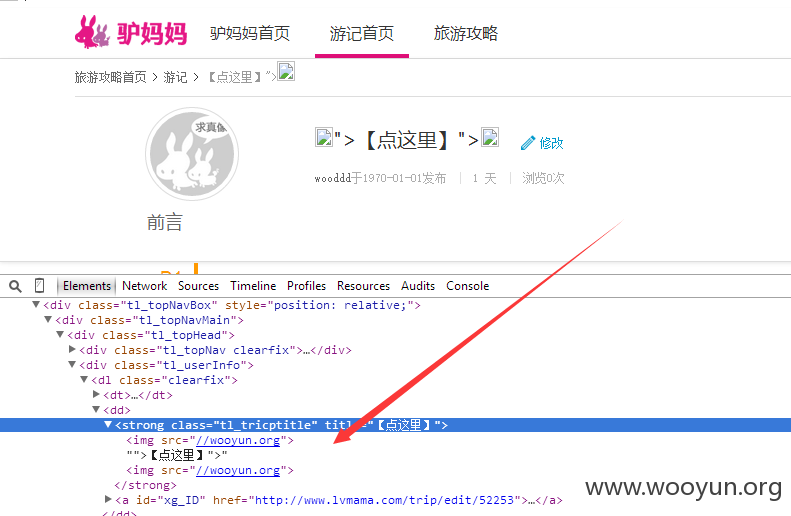 驴妈妈 驴妈妈首页 游记首页 旅游攻略
旅游攻略首页 > 游记 > 【点这里】">
求真像
">【点这里】"> 修改
wooddd于1970-01-01发布 | 1 天 | 浏览0次
前言
Elements Network Sources Timeline Profiles Resources Audits Console
▼<div class="tl_topNavBox" style="position: relative;">
▼<div class="tl_topNavMain">
▼<div class="tl_topHead">
▶<div class="tl_topNav clearfix">…</div>
▼<div class="tl_userInfo">
▼<dl class="clearfix">
▶<dt>…</dt>
▼<dd>
▼<strong class="tl_tricptitle" title="【点这里】">
<img src="//wooyun.org">
"">【点这里】">"
<img src="//wooyun.org">
</strong>
▶<a id="xg_ID" href="http://www.lvmama.com/trip/edit/52253">…</a>
</dd>
www.wooyun.org